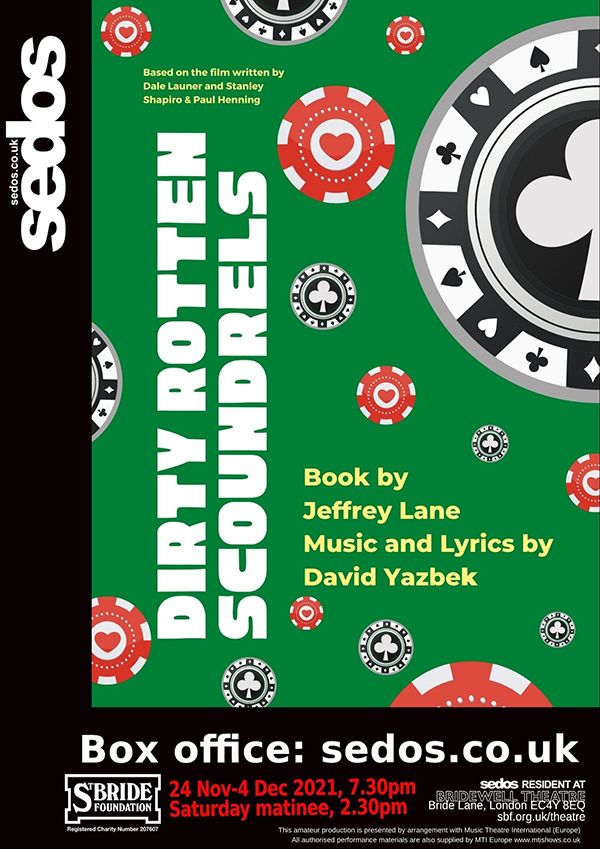 sedos.co.uk
sedos
Based on the film written by
Dale Launer and Stanley
Shapiro & Paul Henning
DIRTY ROTTEN
SCOUNDRELS
Book by
Jeffrey Lane
Music and Lyrics by
David Yazbek
Box office: sedos.co.uk
ST BRIDE
FOUNDATION
Registered Charity Number 207607
24 Nov-4 Dec 2021, 7.30pm
Saturday matinee, 2.30pm
sedos RESIDENT AT
BRIDEWELL THEATRE
Bride Lane, London EC4Y 8EQ
sbf.org.uk/theatre
This amateur production is presented by arrangement with Music Theatre International (Europe)
All authorised performance materials are also supplied by MTI Europe www.mtishows.co.uk